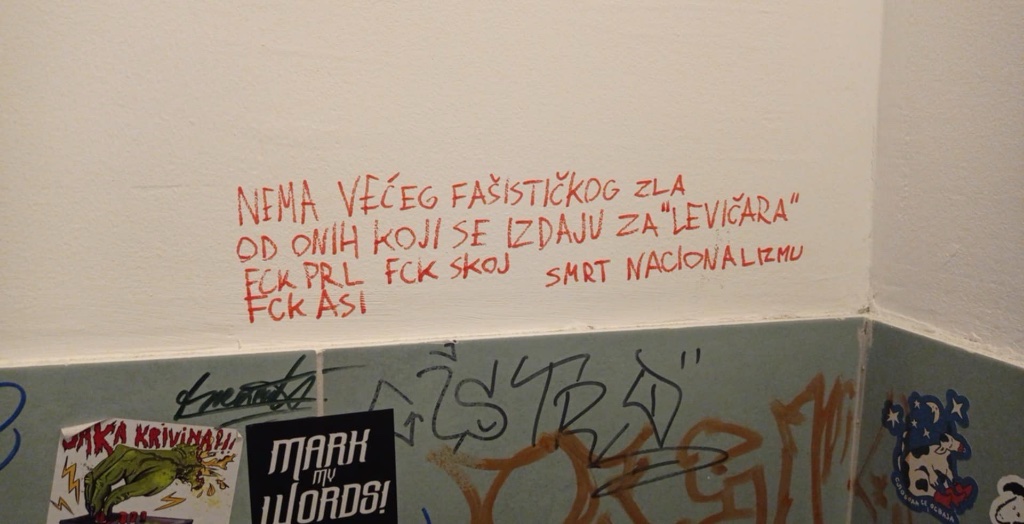 NEMA VEĆEG FAŠISTIČKOG ZLA
OD ONIH KOJI SE IZDAJU ZA "LEVIČARA"
FCK PRL FCK SKOJ SMRT NACIONALIZMU
FCK ASI
KRIVINA
MARK
MY
WORDS!